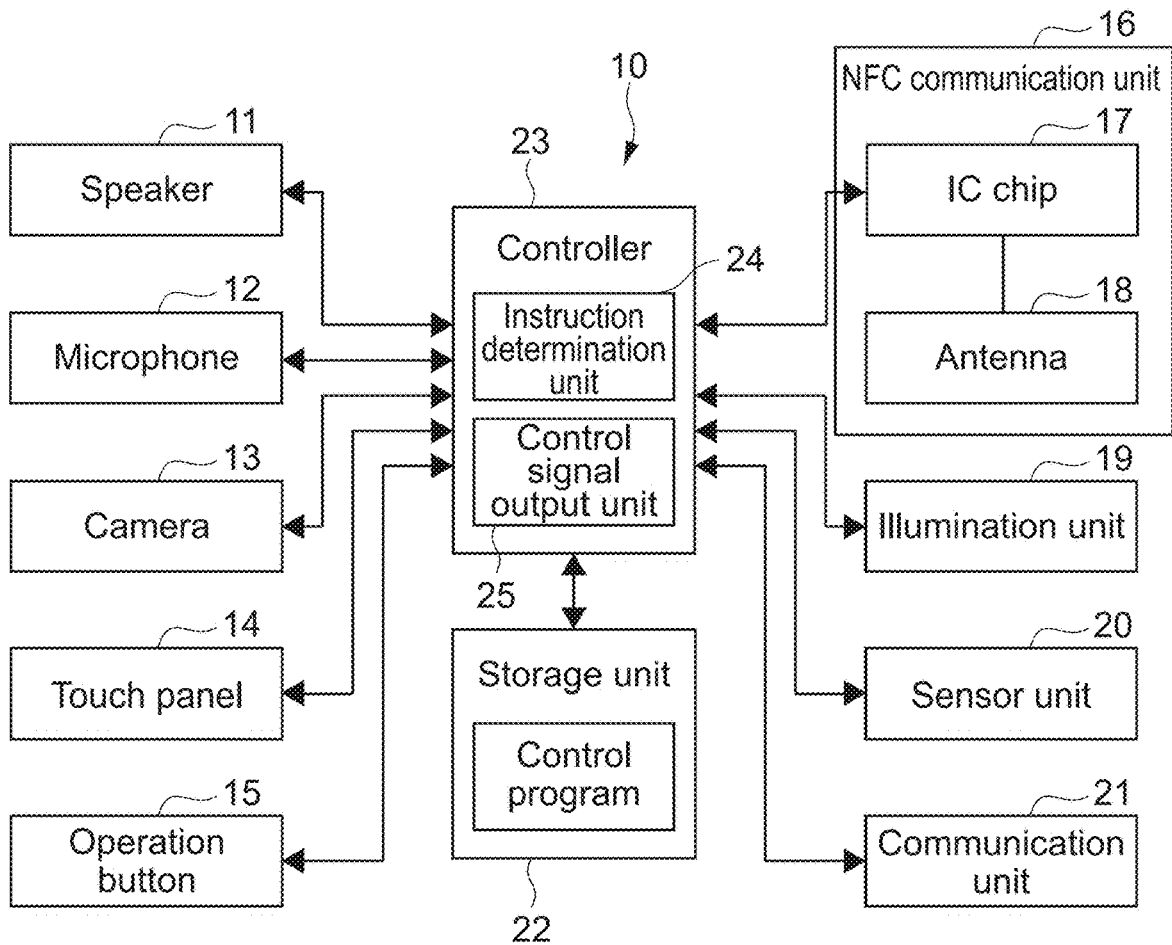 16
10
NFC communication unit
11
23
17
Speaker
IC chip
Controller
24
12
18
Instruction
determination
unit
Microphone
Antenna
13
Control
signal
output unit
19
Camera
Illumination unit
25
14
20
Storage unit
Touch panel
Sensor unit
Control
program
15
21
Operation
button
Communication
unit
22